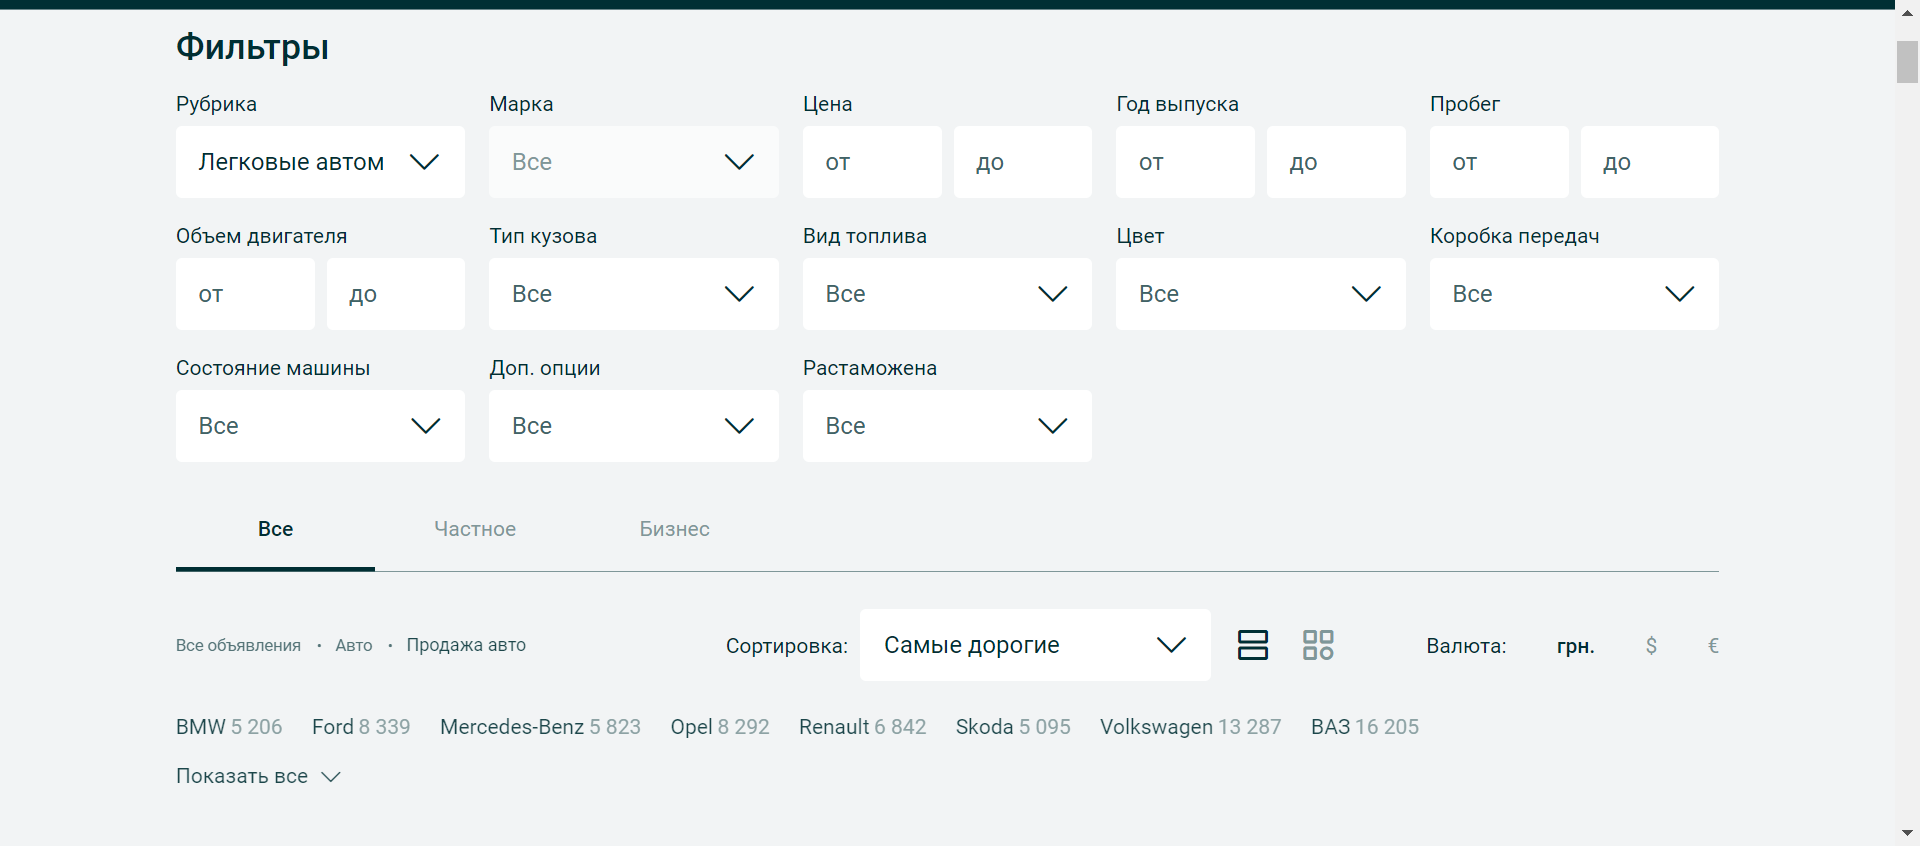 Фильтры
Рубрика Марка Цена Год выпуска Пробег
Легковые автом Все от до от до от до
Объем двигателя Тип кузова Вид топлива Цвет Коробка передач
от до Все Все Все Все
Состояние машины Доп. опции Растаможена
Все Все Все
Все Частное Бизнес
Все объявления • Авто • Продажа авто Сортировка: Самые дорогие Валюта: грн. $ €
BMW 5 206 Ford 8 339 Mercedes-Benz 5 823 Opel 8 292 Renault 6 842 Skoda 5 095 Volkswagen 13 287 ВАЗ 16 205
Показать все